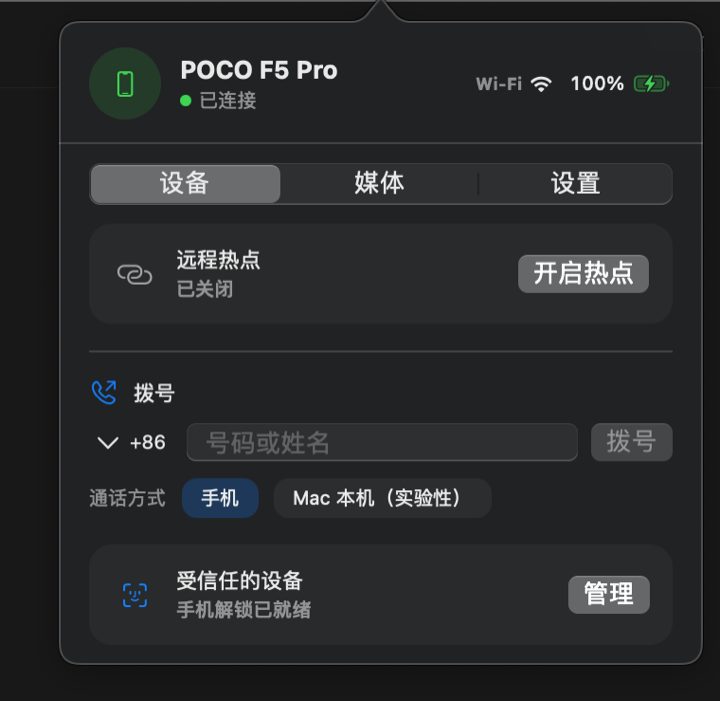 POCO F5 Pro
Wi-Fi 100%
已连接
设备 媒体 设置
远程热点
已关闭
开启热点
拨号
+86 号码或姓名 拨号
通话方式 手机 Mac 本机（实验性）
受信任的设备
手机解锁已就绪
管理